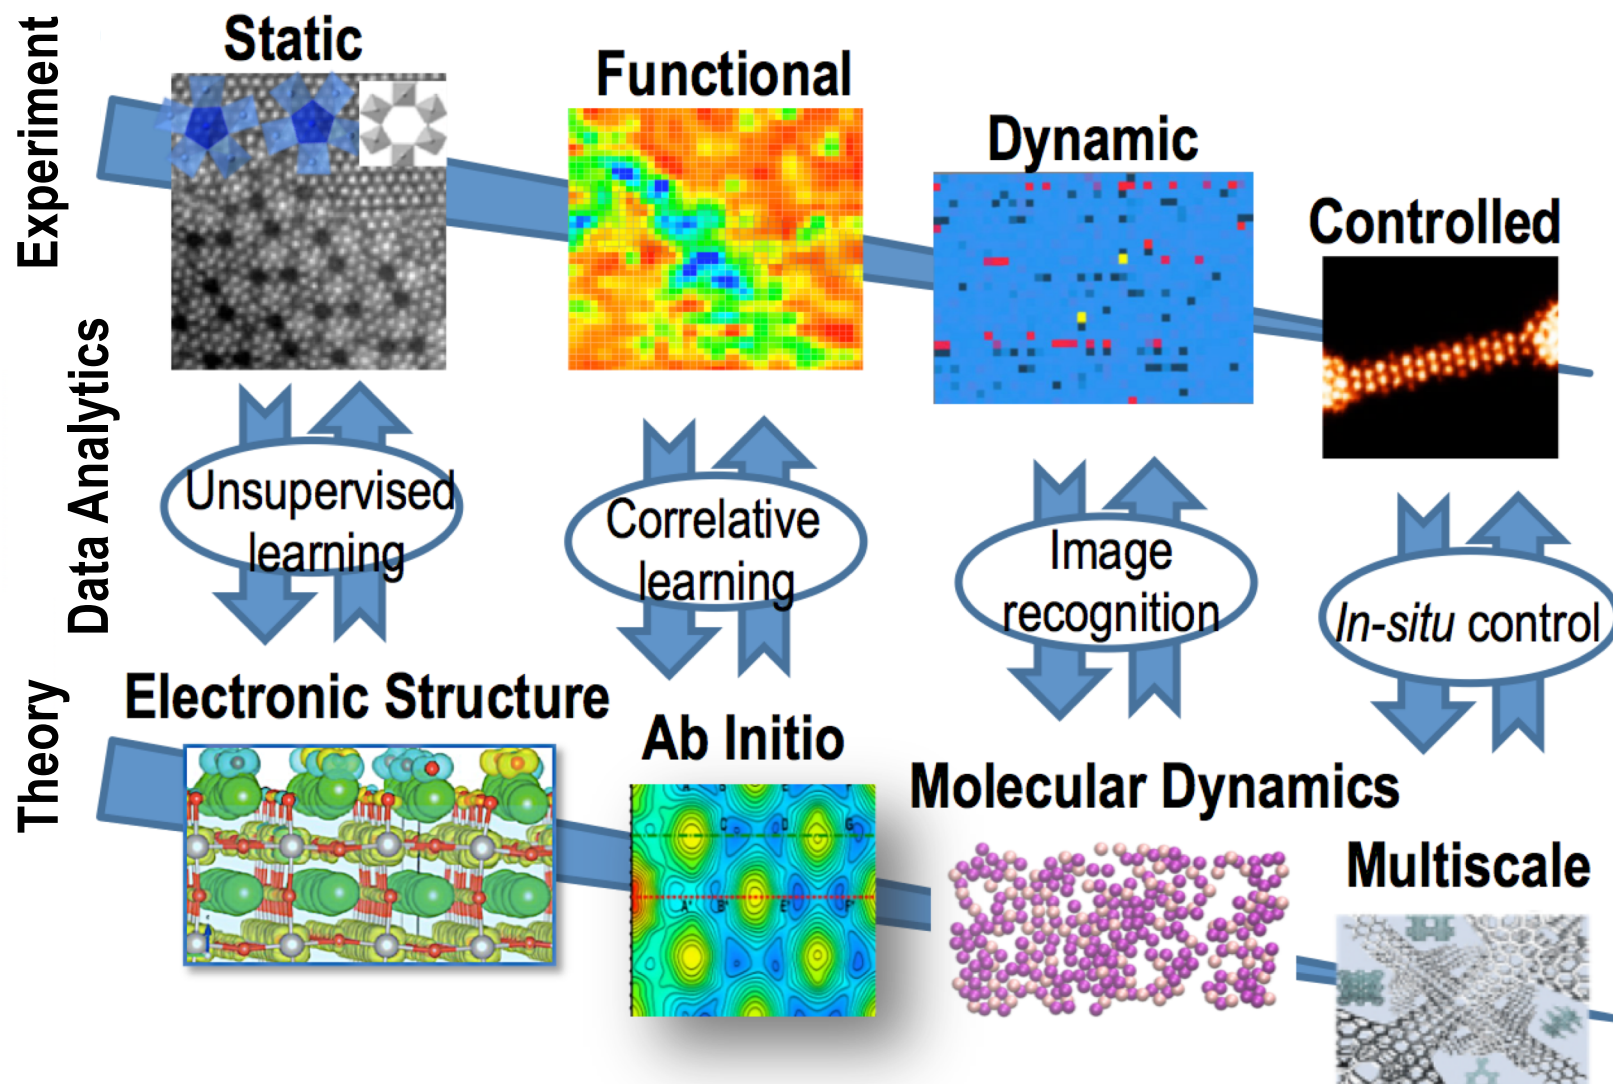 Experiment
Static
Functional
Dynamic
Controlled
Data Analytics
Unsupervised
learning
Correlative
learning
Image
recognition
In-situ control
Theory
Electronic Structure
Ab Initio
Molecular Dynamics
Multiscale